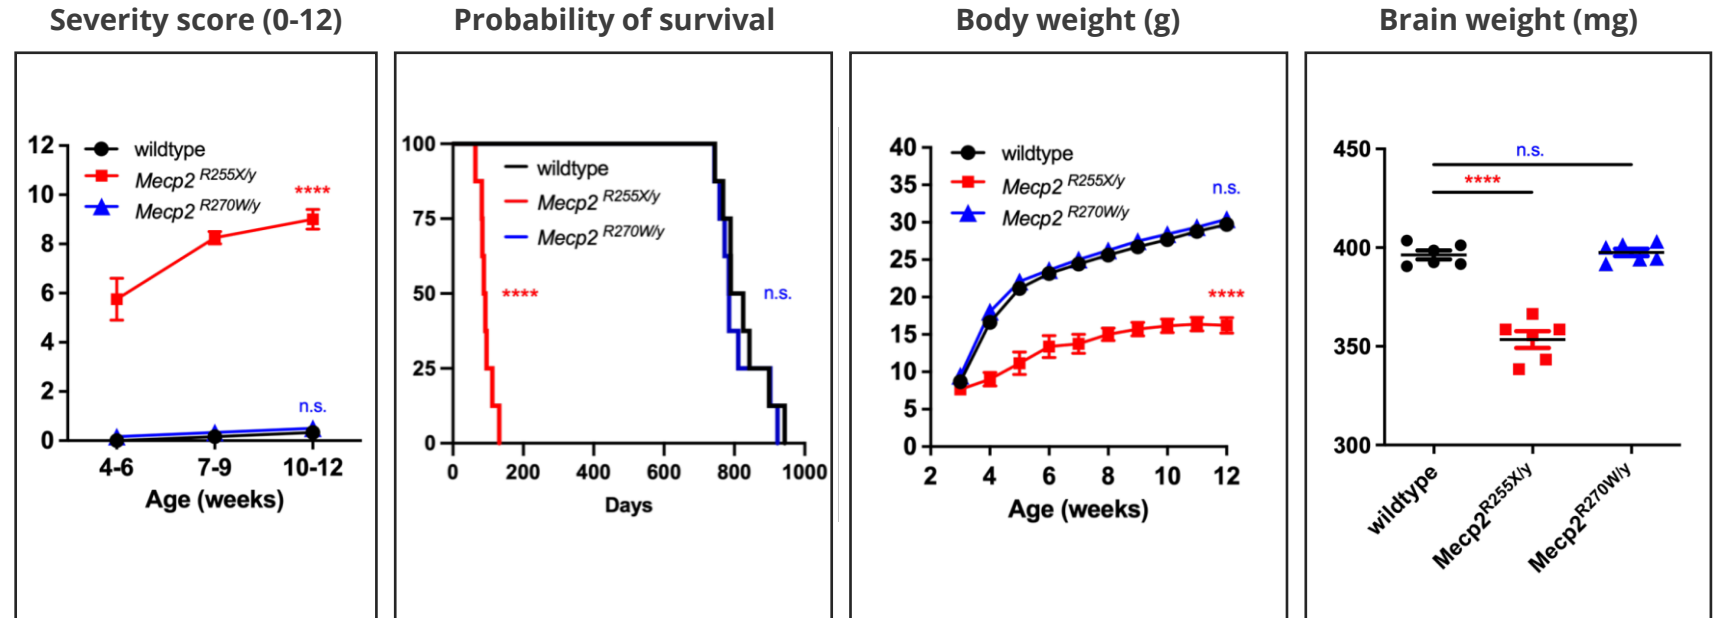 Severity score (0-12)
12
10
8
6
4
2
0
wildtype
Mecp2 R255X/y
Mecp2 R270W/y
****
n.s.
4-6 7-9 10-12
Age (weeks)
Probability of survival
100
75
50
25
0
wildtype
Mecp2 R255X/y
Mecp2 R270W/y
****
n.s.
0 200 400 600 800 1000
Days
Body weight (g)
40
35
30
25
20
15
10
5
0
wildtype
Mecp2 R255X/y
Mecp2 R270W/y
n.s.
****
2 4 6 8 10 12
Age (weeks)
Brain weight (mg)
450
400
350
300
n.s.
****
wildtype
Mecp2R255X/y
Mecp2R270W/y